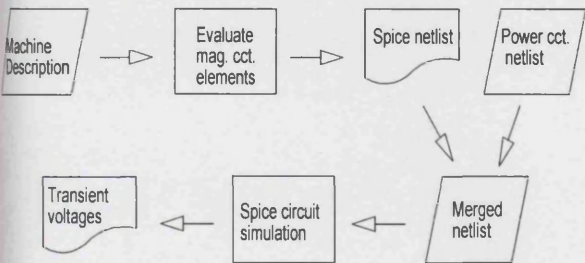 Machine
Description
Evaluate
mag. cct.
elements
Spice netlist
Power cct.
netlist
Transient
voltages
Spice circuit
simulation
Merged
netlist